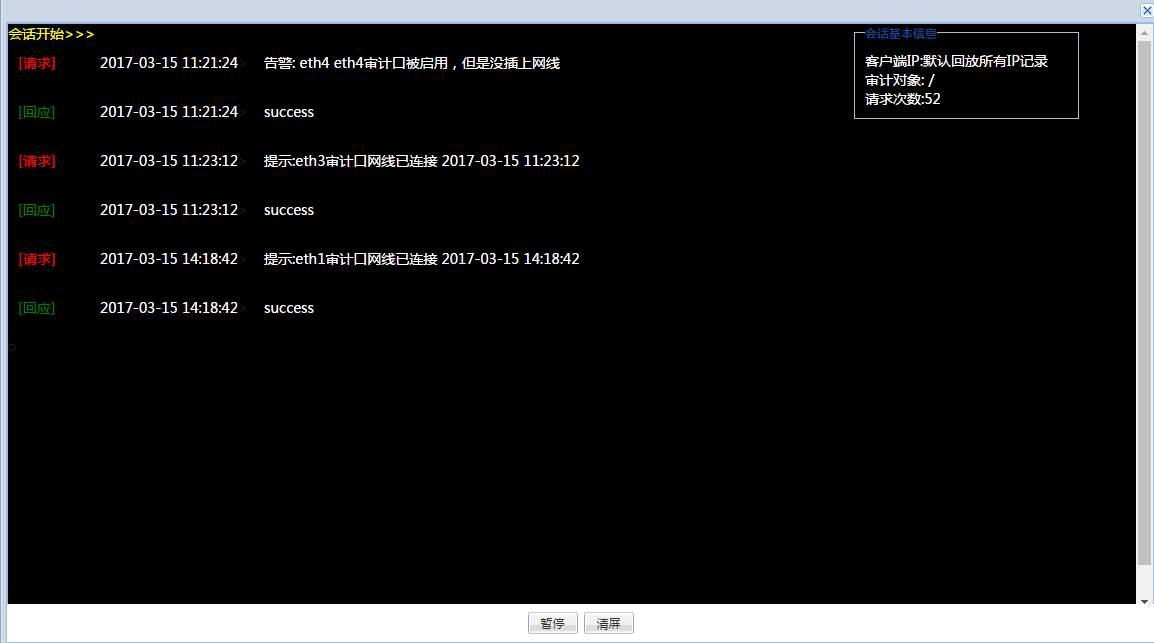 会话开始>>>
会话基本信息
客户端IP:默认回放所有IP记录
审计对象: /
请求次数:52
[请求] 2017-03-15 11:21:24> 告警: eth4 eth4审计口被启用，但是没插上网线
[回应] 2017-03-15 11:21:24> success
[请求] 2017-03-15 11:23:12> 提示:eth3审计口网线已连接 2017-03-15 11:23:12
[回应] 2017-03-15 11:23:12> success
[请求] 2017-03-15 14:18:42> 提示:eth1审计口网线已连接 2017-03-15 14:18:42
[回应] 2017-03-15 14:18:42> success
暂停 清屏